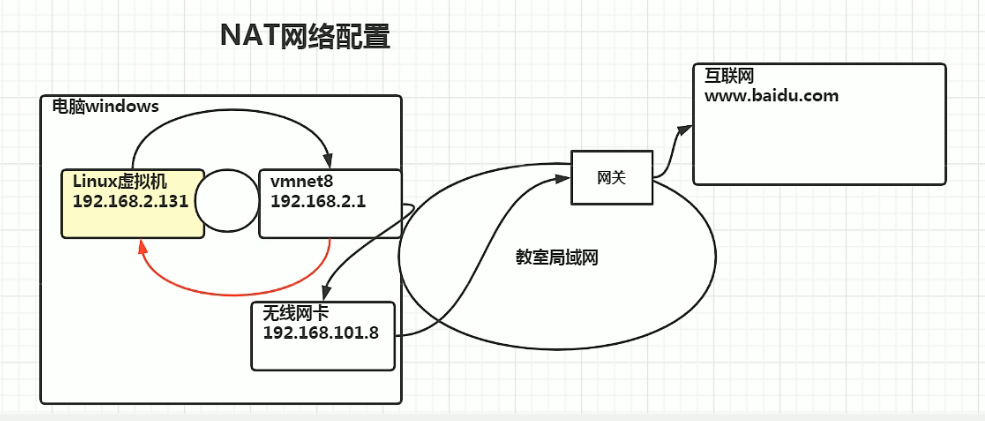 NAT网络配置
电脑windows
Linux虚拟机
192.168.2.131
vmnet8
192.168.2.1
无线网卡
192.168.101.8
教室局域网
网关
互联网
www.baidu.com